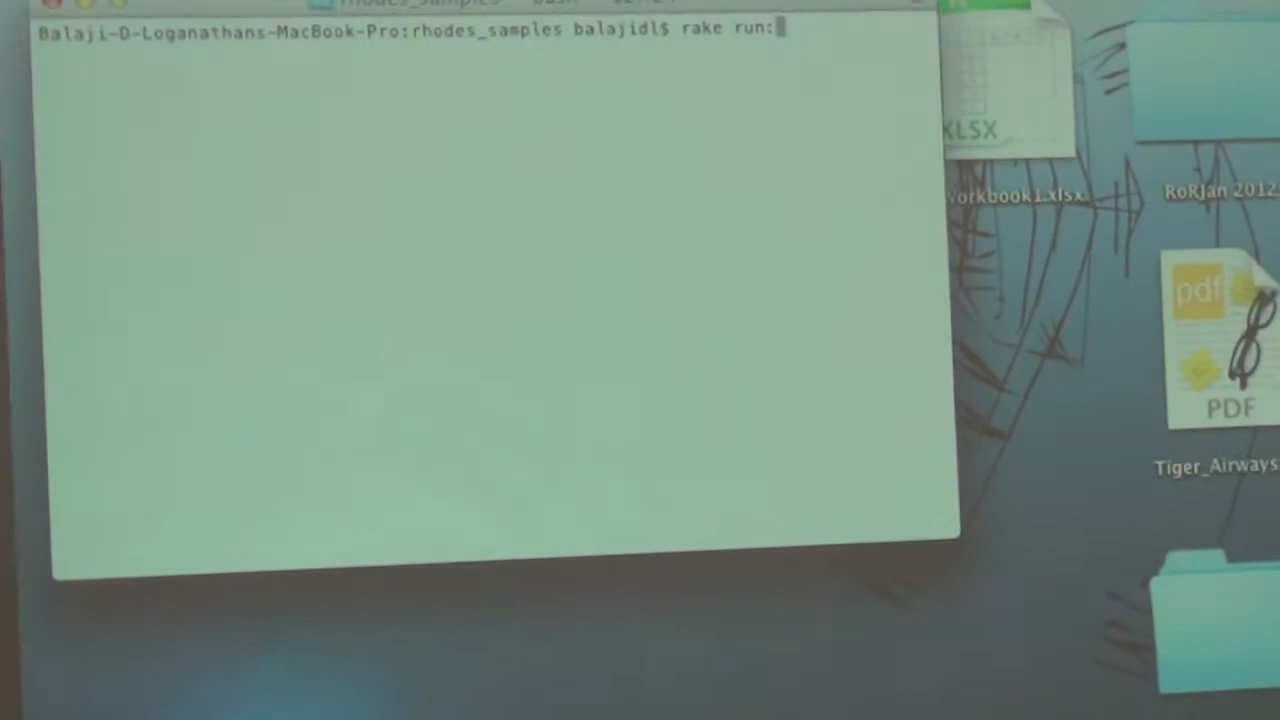 Balaji-D-Loganathans-MacBook-Pro:rhodes_samples balajidl$ rake run:
XLSX
Workbook1.xlsx
RoRJan 2012
pdf
PDF
Tiger_Airways